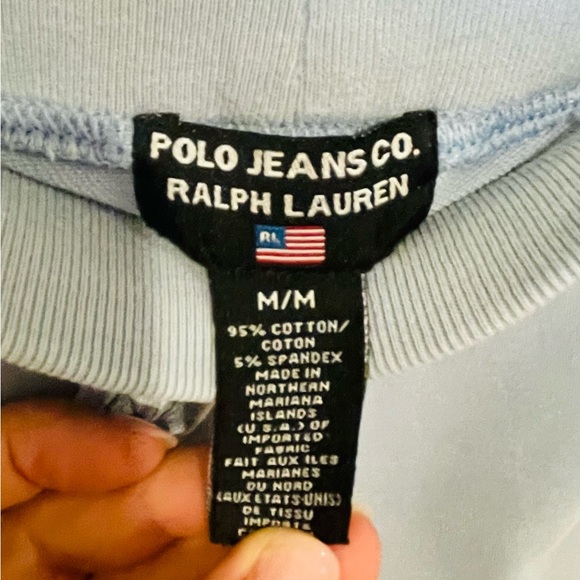 POLO JEANS CO.
RALPH LAUREN
RL
M/M
95% COTTON/
COTON
5% SPANDEX
MADE IN
NORTHERN
MARIANA
ISLANDS
(U.S.A.) OF
IMPORTED
FABRIC
FAIT AUX ILES
MARIANES
DU NORD
(AUX ETATS-UNIS)
DE TISSU